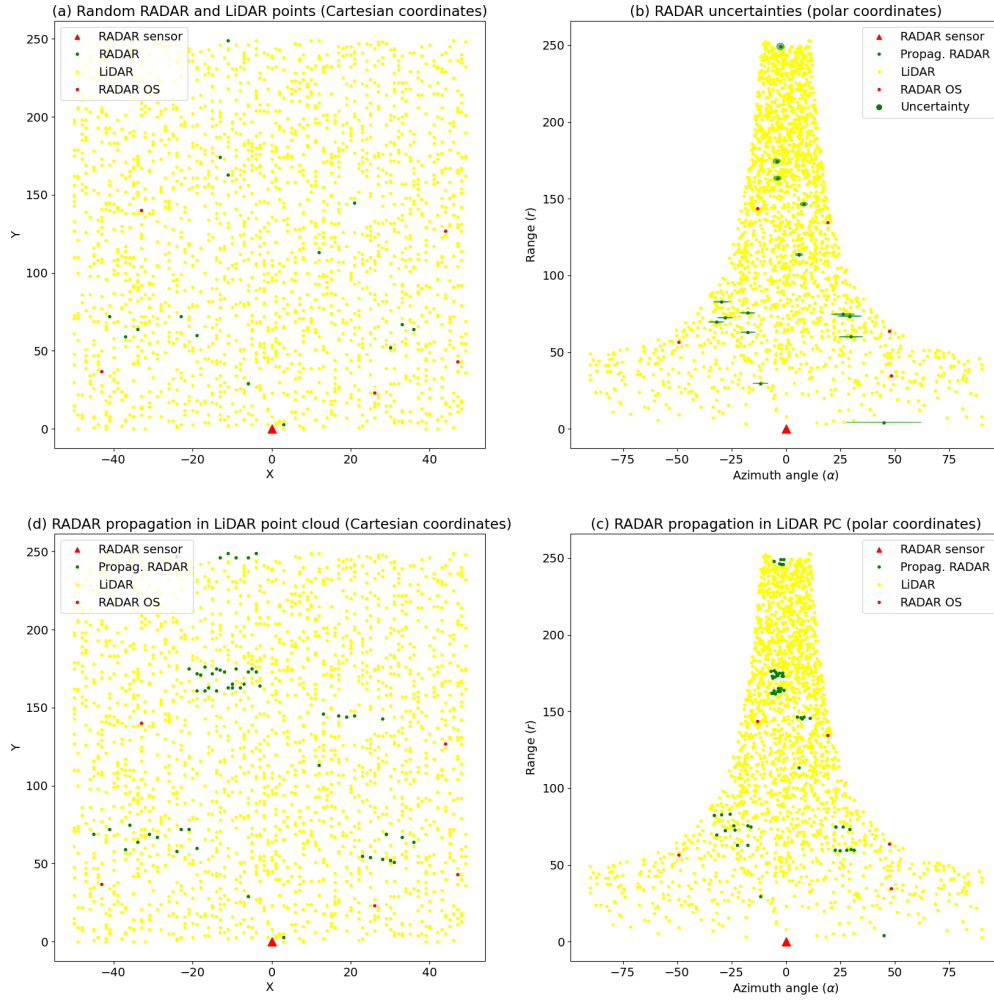 (a) Random RADAR and LiDAR points (Cartesian coordinates)
RADAR sensor
RADAR
LiDAR
RADAR OS
250
200
150
100
50
0
Y
−40
−20
0
20
40
X
(b) RADAR uncertainties (polar coordinates)
RADAR sensor
Propag. RADAR
LiDAR
RADAR OS
Uncertainty
250
200
150
100
50
0
Range (r)
−75
−50
−25
0
25
50
75
Azimuth angle (α)
(d) RADAR propagation in LiDAR point cloud (Cartesian coordinates)
RADAR sensor
Propag. RADAR
LiDAR
RADAR OS
250
200
150
100
50
0
Y
−40
−20
0
20
40
X
(c) RADAR propagation in LiDAR PC (polar coordinates)
RADAR sensor
Propag. RADAR
LiDAR
RADAR OS
250
200
150
100
50
0
Range (r)
−75
−50
−25
0
25
50
75
Azimuth angle (α)